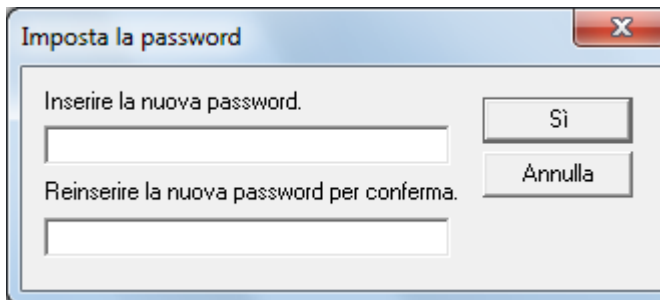 Imposta la password
Inserire la nuova password.
Sì
Annulla
Reinserire la nuova password per conferma.